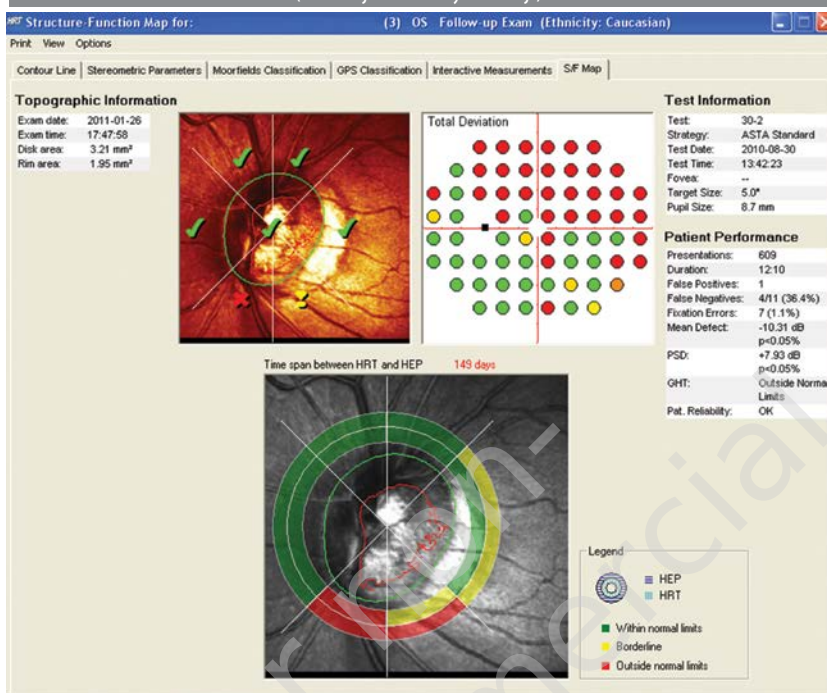 HRT Structure-Function Map for: (3) OS Follow-up Exam (Ethnicity: Caucasian)
Print View Options
Contour Line Stereometric Parameters Moorfields Classification GPS Classification Interactive Measurements S/F Map
Topographic Information
Exam date: 2011-01-26
Exam time: 17:47:58
Disk area: 3.21 mm²
Rim area: 1.95 mm²
Total Deviation
Test Information
Test: 30-2
Strategy: ASTA Standard
Test Date: 2010-08-30
Test Time: 13:42:23
Fovea: --
Target Size: 5.0°
Pupil Size: 8.7 mm
Patient Performance
Presentations: 609
Duration: 12:10
False Positives: 1
False Negatives: 4/11 (36.4%)
Fixation Errors: 7 (1.1%)
Mean Defect: -10.31 dB
p<0.05%
PSD: +7.93 dB
p<0.05%
GHT: Outside Norma
Limits
Pat. Reliability: OK
Time span between HRT and HEP 149 days
Legend
HEP
HRT
Within normal limits
Borderline
Outside normal limits